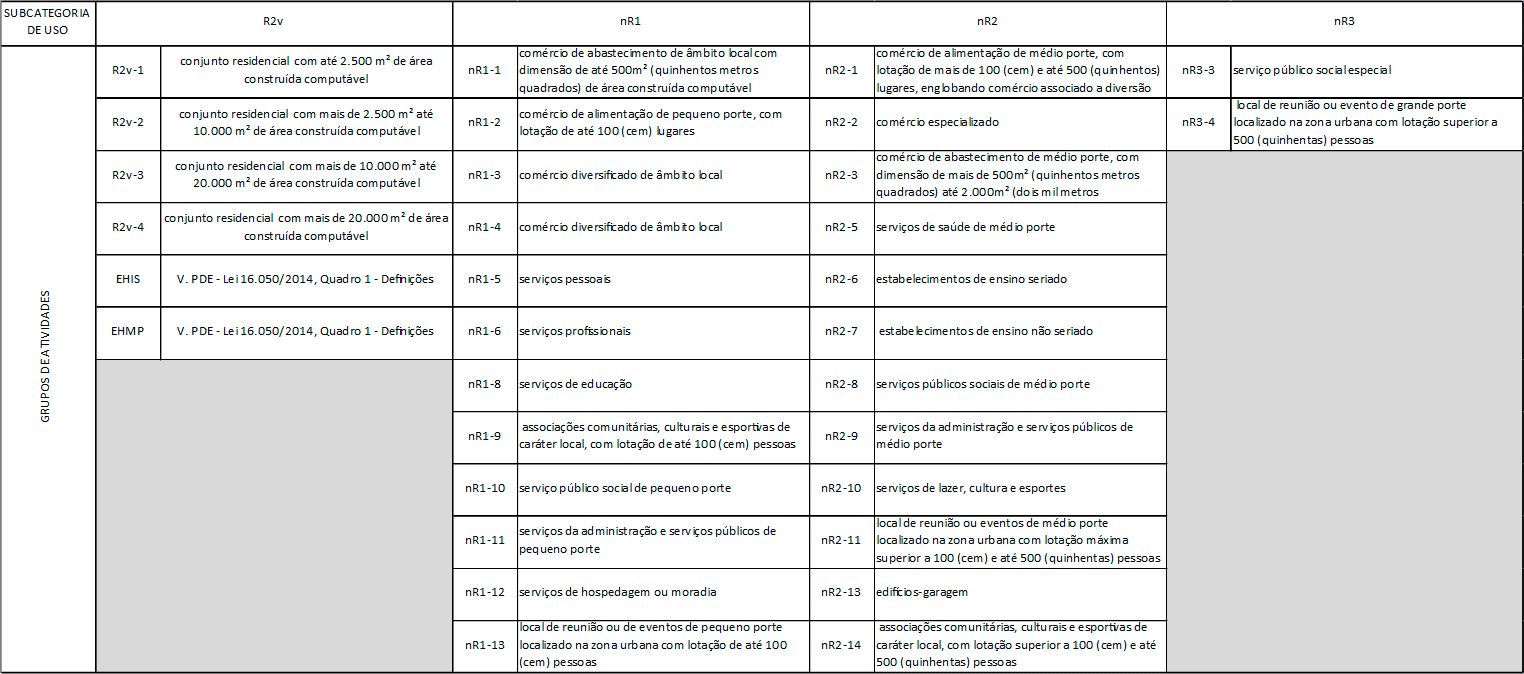 SUBCATEGORIA
DE USO
R2v
nR1
nR2
nR3
GRUPOS DE ATIVIDADES
R2v-1
conjunto residencial com até 2.500 m² de área
construída computável
nR1-1
comércio de abastecimento de âmbito local com
dimensão de até 500m² (quinhentos metros
quadrados) de área construída computável
nR2-1
comércio de alimentação de médio porte, com
lotação de mais de 100 (cem) e até 500 (quinhentos)
lugares, englobando comércio associado a diversão
nR3-3
serviço público social especial
R2v-2
conjunto residencial com mais de 2.500 m² até
10.000 m² de área construída computável
nR1-2
comércio de alimentação de pequeno porte, com
lotação de até 100 (cem) lugares
nR2-2
comércio especializado
nR3-4
local de reunião ou evento de grande porte
localizado na zona urbana com lotação superior a
500 (quinhentas) pessoas
R2v-3
conjunto residencial com mais de 10.000 m² até
20.000 m² de área construída computável
nR1-3
comércio diversificado de âmbito local
nR2-3
comércio de abastecimento de médio porte, com
dimensão de mais de 500m² (quinhentos metros
quadrados) até 2.000m² (dois mil metros
R2v-4
conjunto residencial com mais de 20.000 m² de área
construída computável
nR1-4
comércio diversificado de âmbito local
nR2-5
serviços de saúde de médio porte
EHIS
V. PDE - Lei 16.050/2014, Quadro 1 - Definições
nR1-5
serviços pessoais
nR2-6
estabelecimentos de ensino seriado
EHMP
V. PDE - Lei 16.050/2014, Quadro 1 - Definições
nR1-6
serviços profissionais
nR2-7
estabelecimentos de ensino não seriado
nR1-8
serviços de educação
nR2-8
serviços públicos sociais de médio porte
nR1-9
associações comunitárias, culturais e esportivas de
caráter local, com lotação de até 100 (cem) pessoas
nR2-9
serviços da administração e serviços públicos de
médio porte
nR1-10
serviço público social de pequeno porte
nR2-10
serviços de lazer, cultura e esportes
nR1-11
serviços da administração e serviços públicos de
pequeno porte
nR2-11
local de reunião ou eventos de médio porte
localizado na zona urbana com lotação máxima
superior a 100 (cem) e até 500 (quinhentas) pessoas
nR1-12
serviços de hospedagem ou moradia
nR2-13
edifícios-garagem
nR1-13
local de reunião ou de eventos de pequeno porte
localizado na zona urbana com lotação de até 100
(cem) pessoas
nR2-14
associações comunitárias, culturais e esportivas de
caráter local, com lotação superior a 100 (cem) e até
500 (quinhentas) pessoas